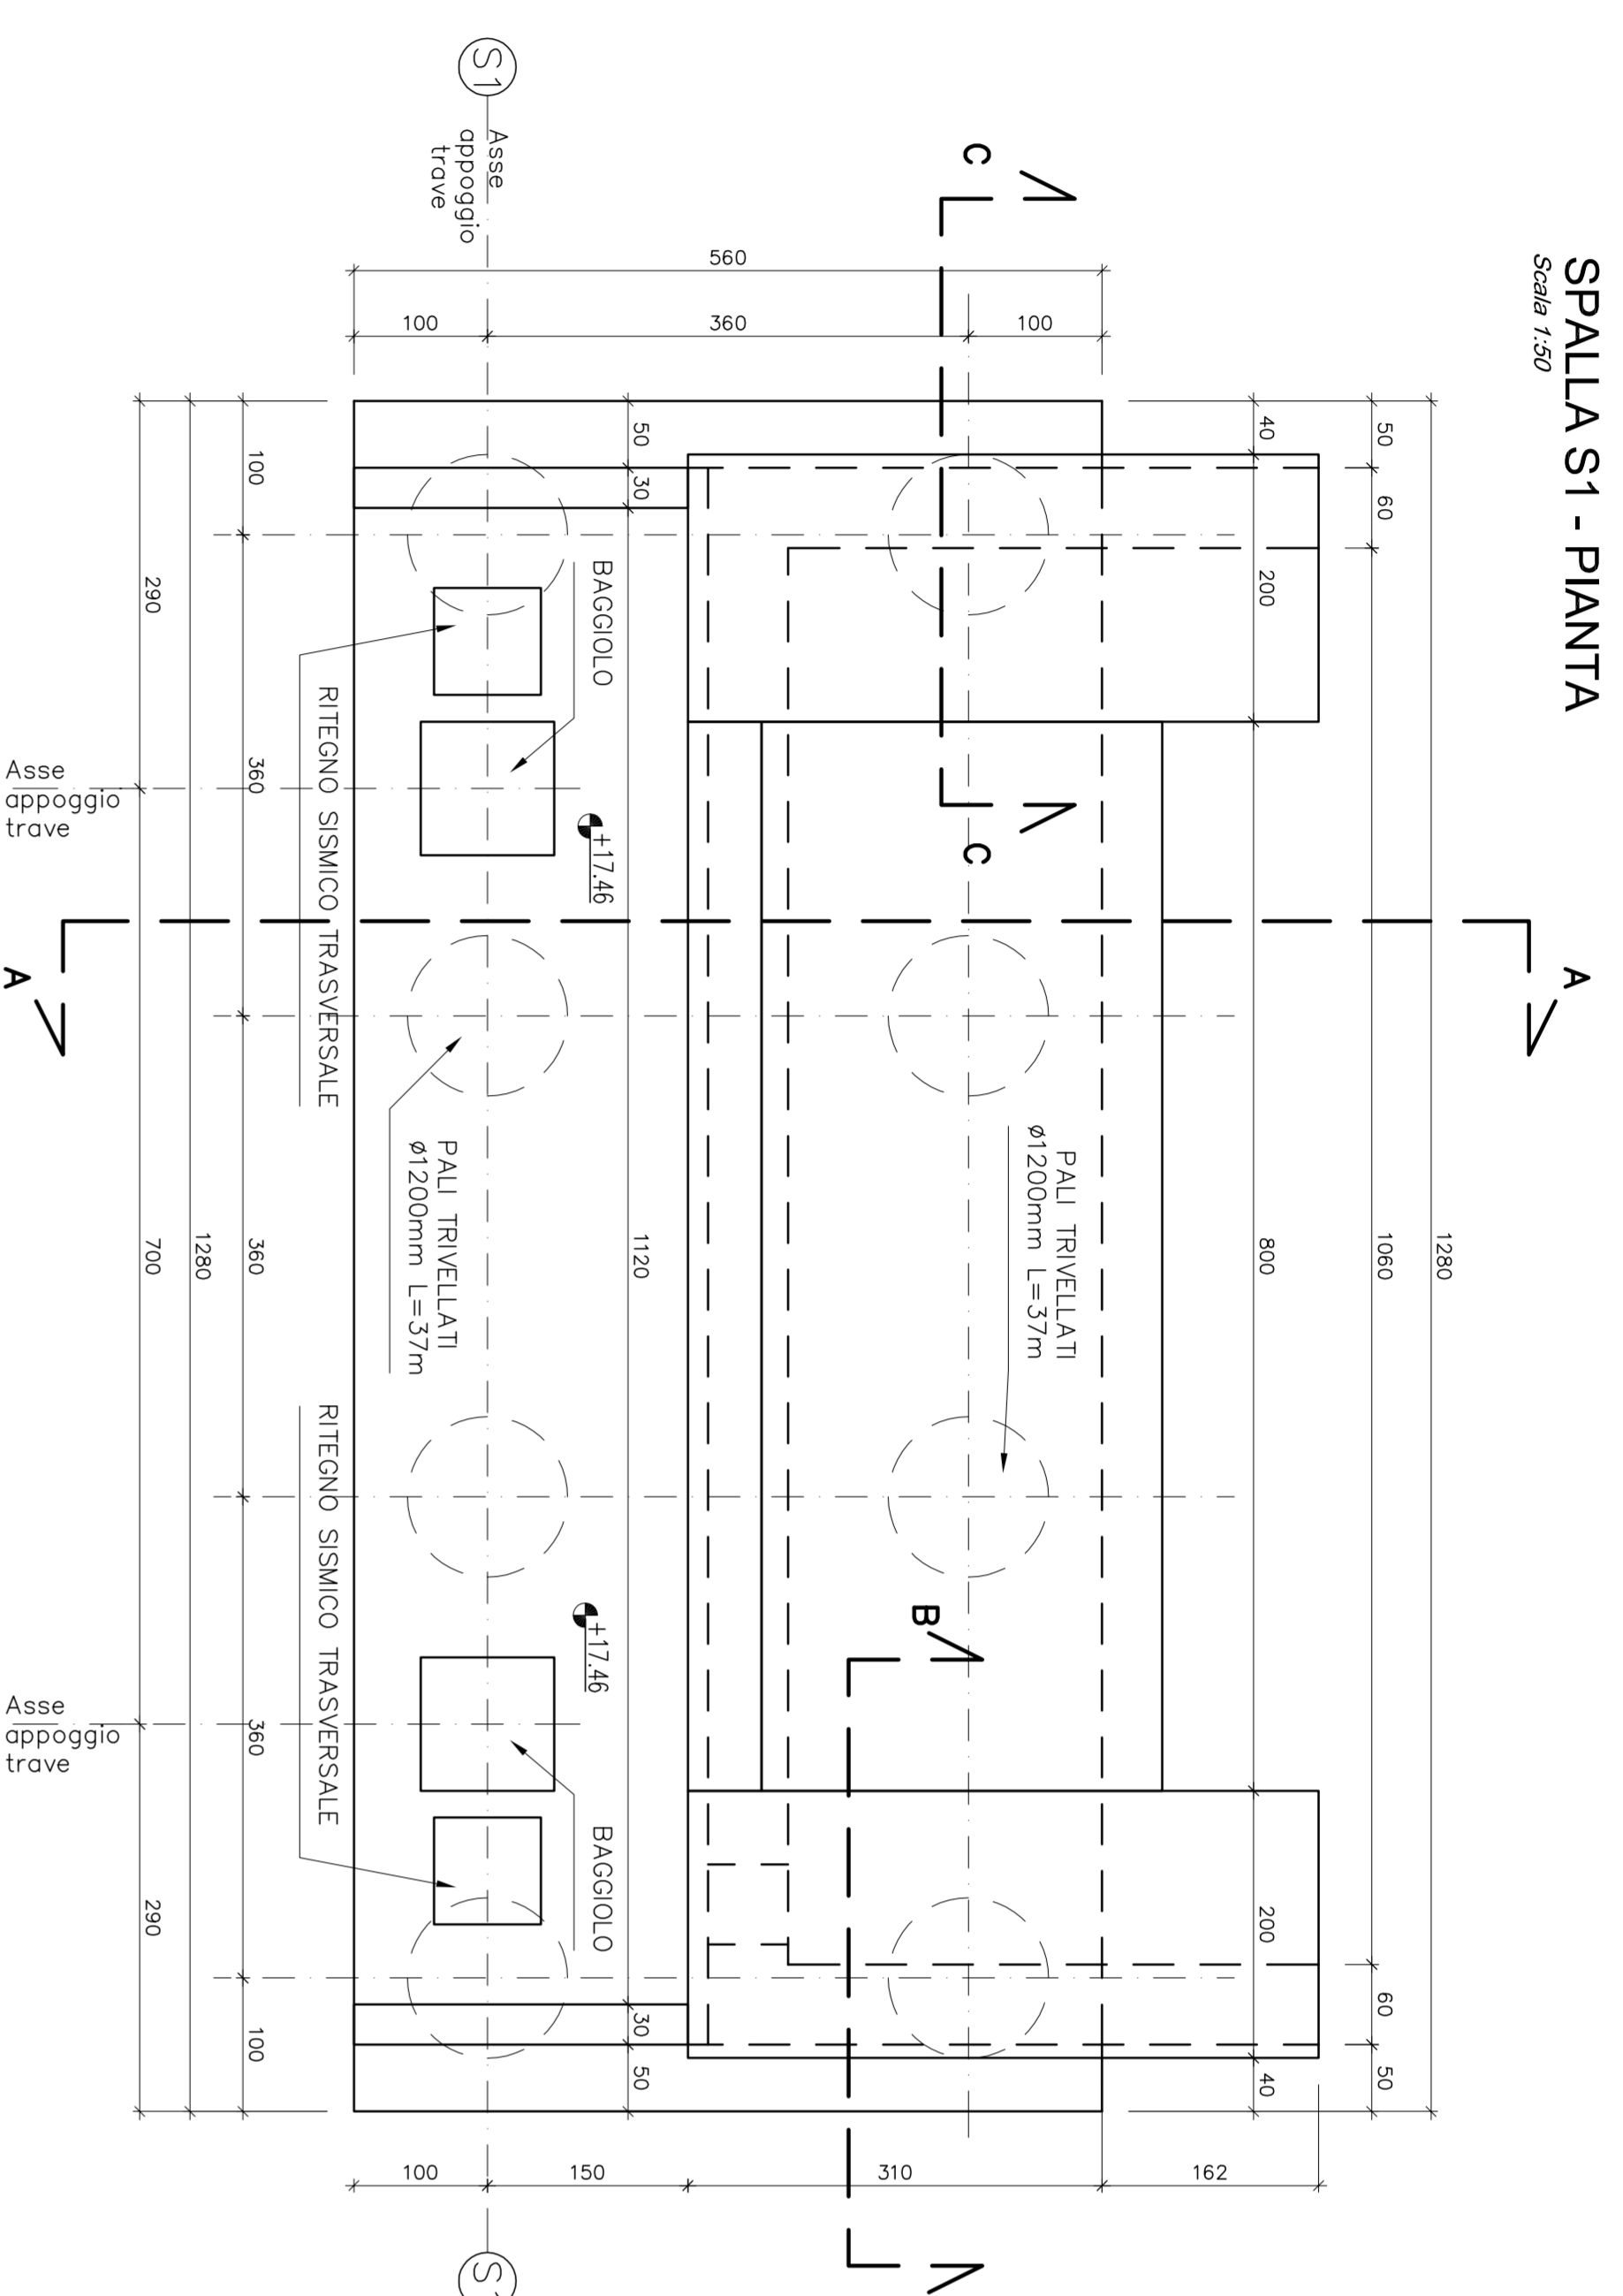 SPALLA S1 - PIANTA
Scala 1:50
1280
50
60
1060
60
50
40
200
800
200
40
A
C
C
B
PALI TRIVELLATI
Ø1200mm L=37m
560
100
360
100
50
30
1120
30
50
BAGGIOLO
+17.46
+17.46
BAGGIOLO
S1
Asse
appoggio
trave
PALI TRIVELLATI
Ø1200mm L=37m
RITEGNO SISMICO TRASVERSALE
RITEGNO SISMICO TRASVERSALE
100
360
360
360
100
1280
290
700
290
A
Asse
appoggio
trave
Asse
appoggio
trave
100
150
310
162